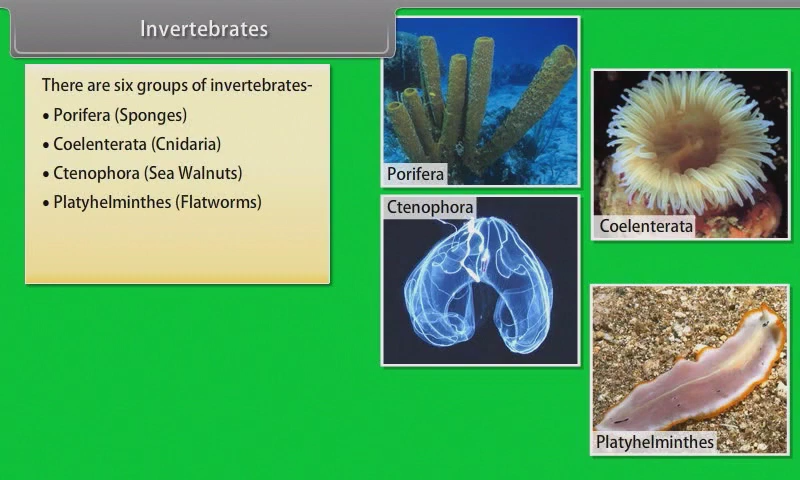 Invertebrates
There are six groups of invertebrates-
• Porifera (Sponges)
• Coelenterata (Cnidaria)
• Ctenophora (Sea Walnuts)
• Platyhelminthes (Flatworms)
Porifera
Coelenterata
Ctenophora
Platyhelminthes